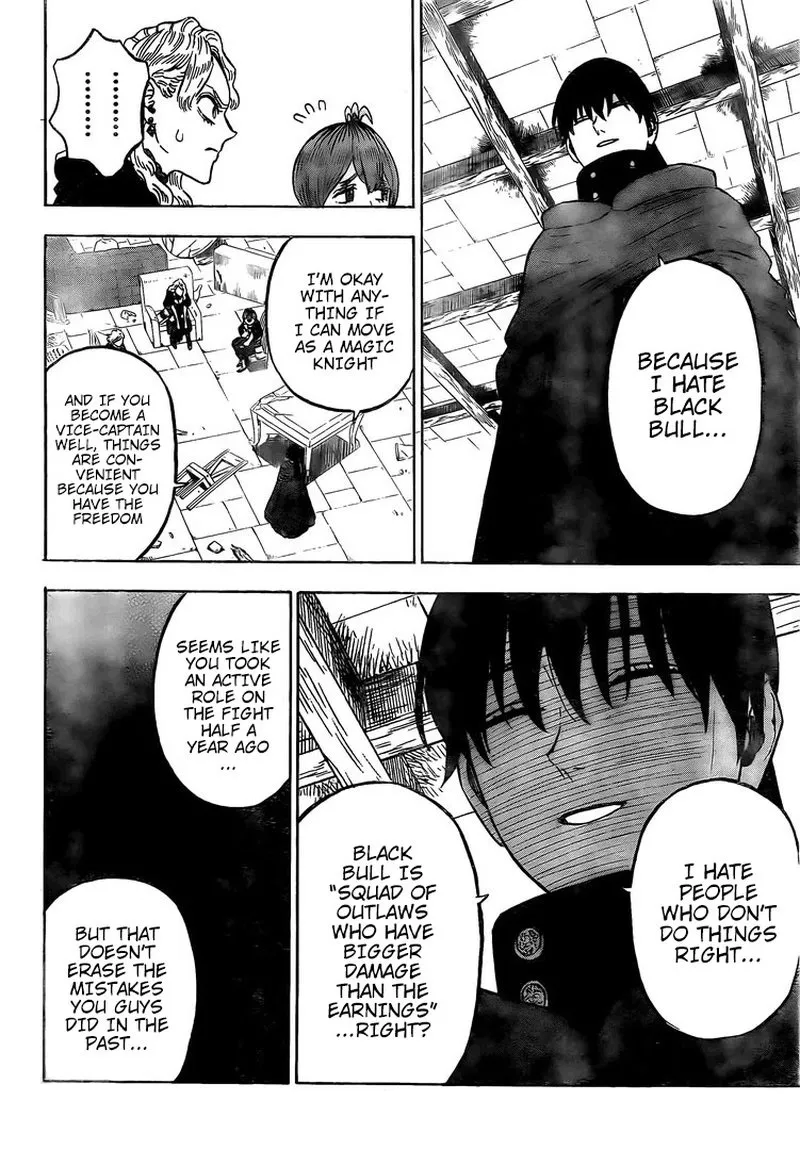 BECAUSE
I HATE
BLACK
BULL...
.......
I'M OKAY
WITH ANY-
THING IF
I CAN MOVE
AS A MAGIC
KNIGHT
AND IF YOU
BECOME A
VICE-CAPTAIN
WELL, THINGS
ARE CON-
VENIENT
BECAUSE YOU
HAVE THE
FREEDOM
I HATE
PEOPLE
WHO DON'T
DO THINGS
RIGHT...
BLACK
BULL IS
"SQUAD OF
OUTLAWS
WHO HAVE
BIGGER
DAMAGE
THAN THE
EARNINGS"
...RIGHT?
SEEMS LIKE
YOU TOOK
AN ACTIVE
ROLE ON
THE FIGHT
HALF A
YEAR AGO
...
BUT THAT
DOESN'T
ERASE THE
MISTAKES
YOU GUYS
DID IN THE
PAST...